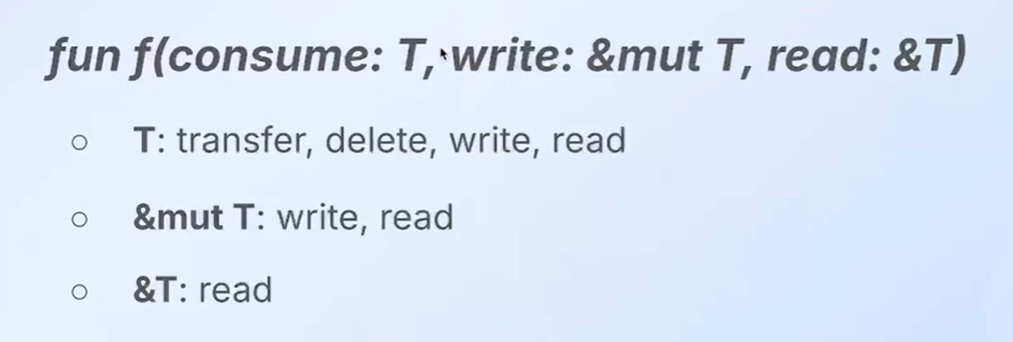 fun f(consume: T, write: &mut T, read: &T)
T: transfer, delete, write, read
&mut T: write, read
&T: read